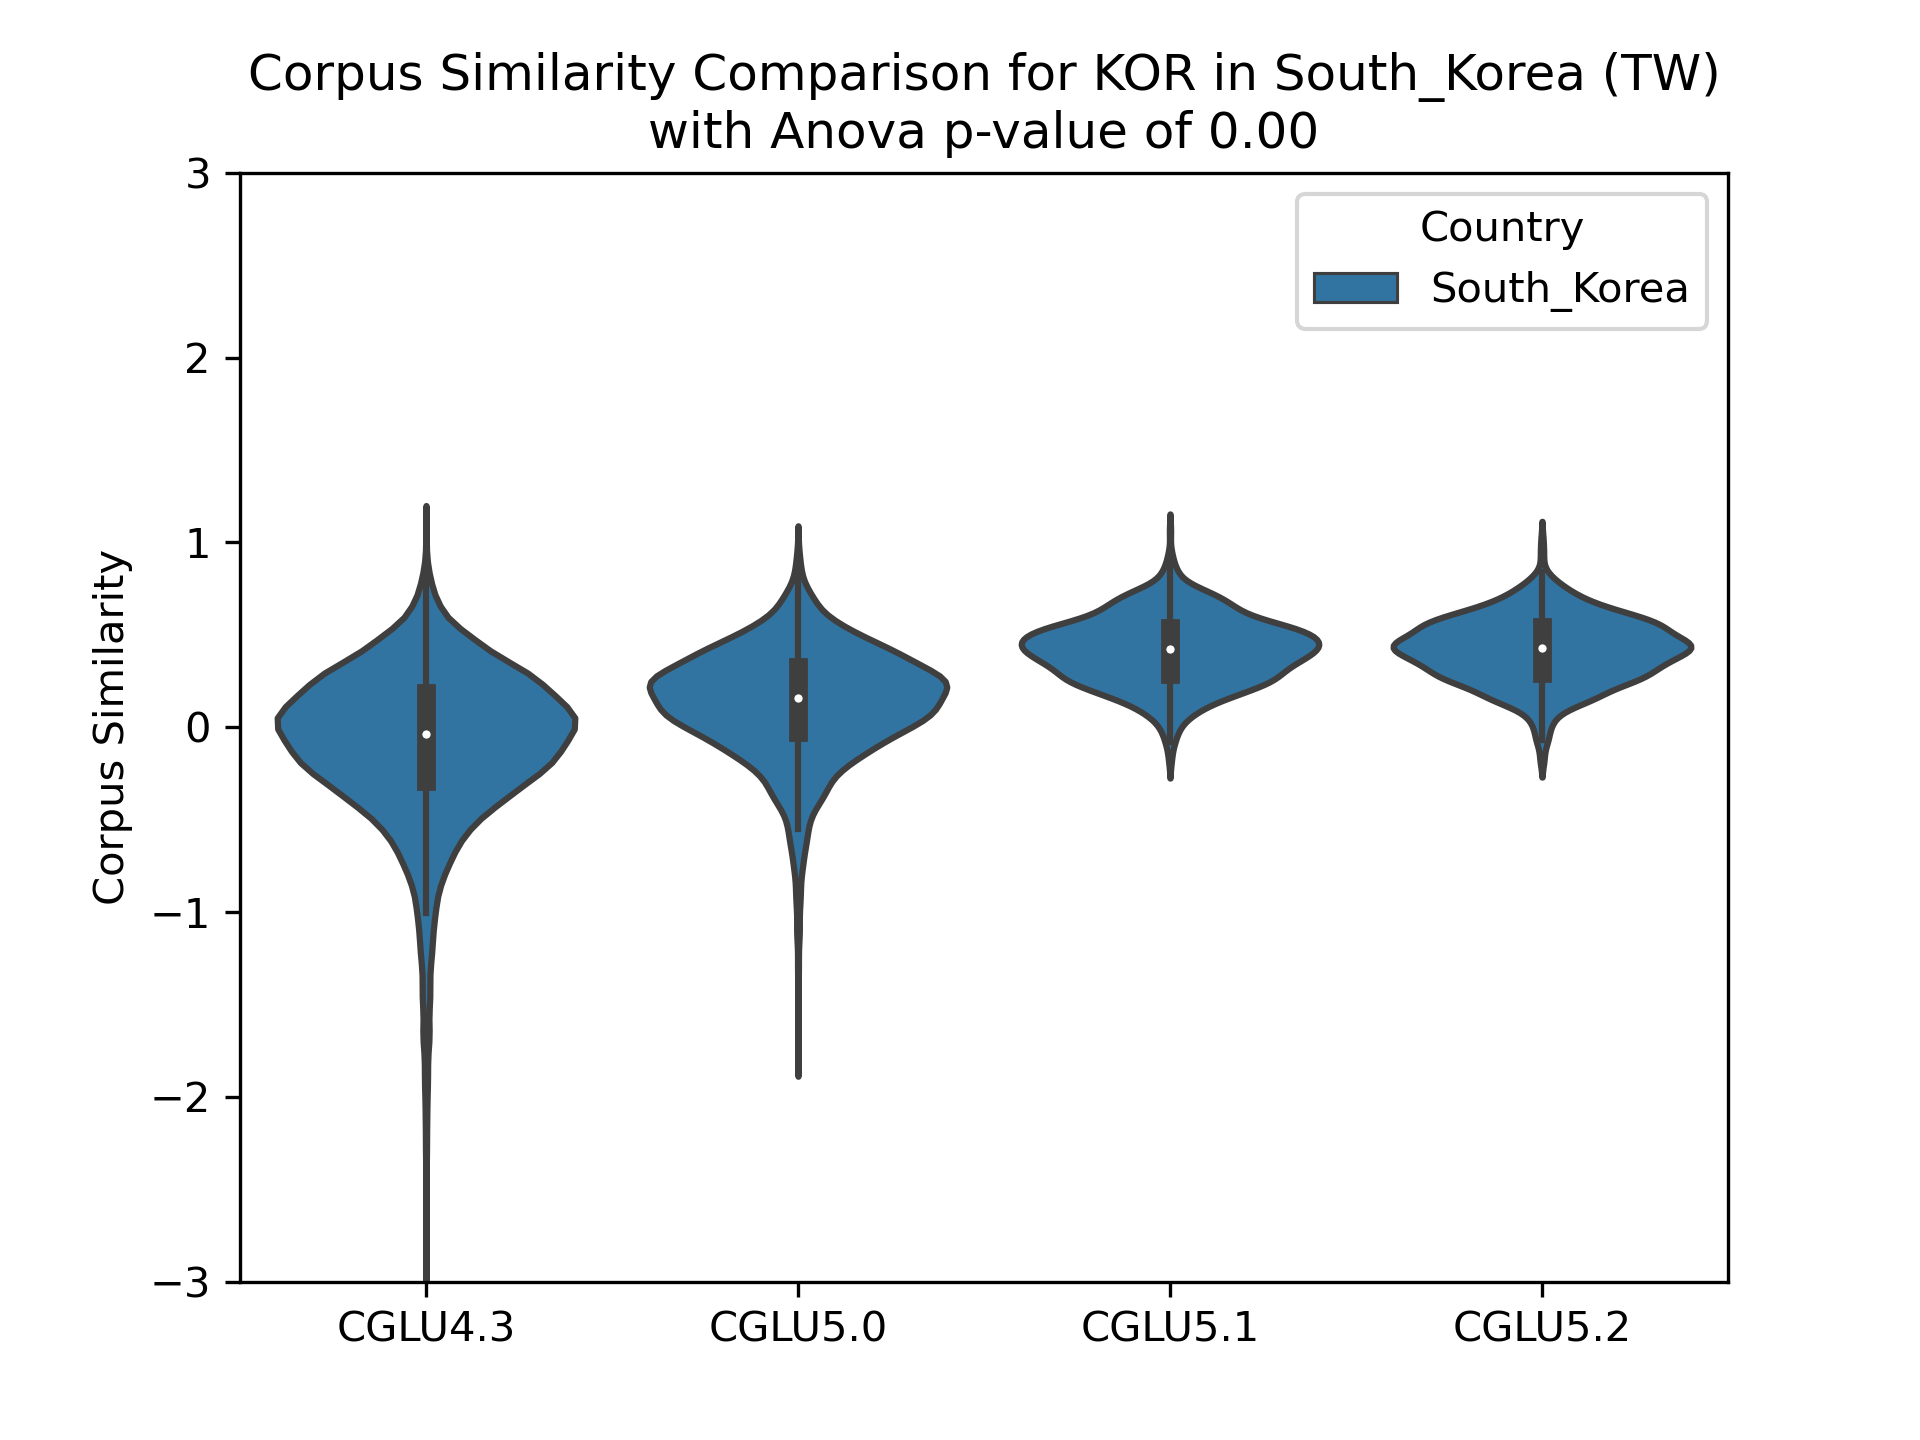 Corpus Similarity Comparison for KOR in South_Korea (TW)
with Anova p-value of 0.00
Country
South_Korea
Corpus Similarity
3
2
1
0
−1
−2
−3
CGLU4.3
CGLU5.0
CGLU5.1
CGLU5.2